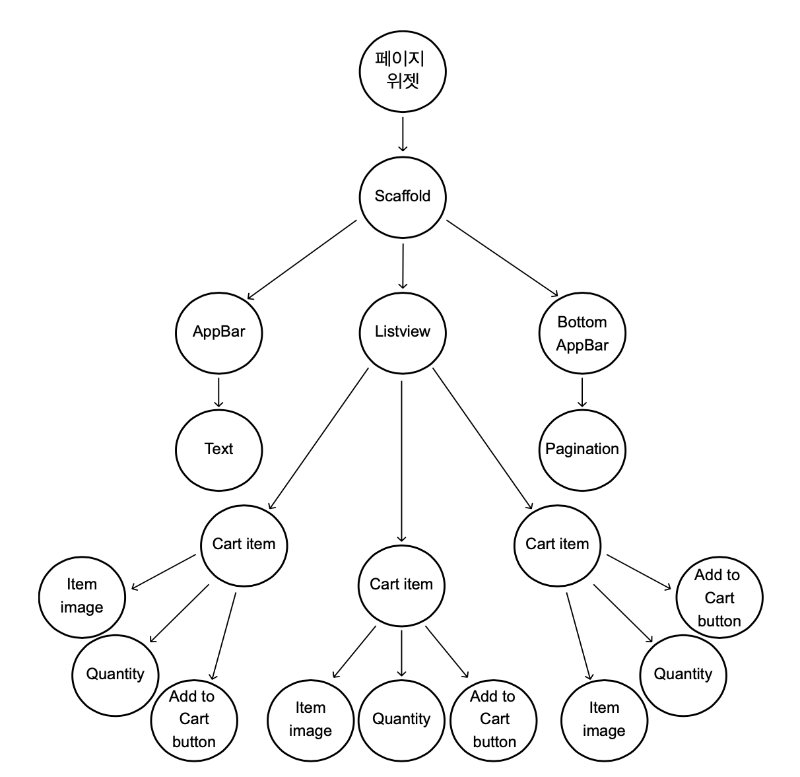 페이지
위젯
Scaffold
AppBar
Listview
Bottom
AppBar
Text
Pagination
Cart item
Cart item
Cart item
Item
image
Quantity
Add to
Cart
button
Item
image
Quantity
Add to
Cart
button
Item
image
Quantity
Add to
Cart
button